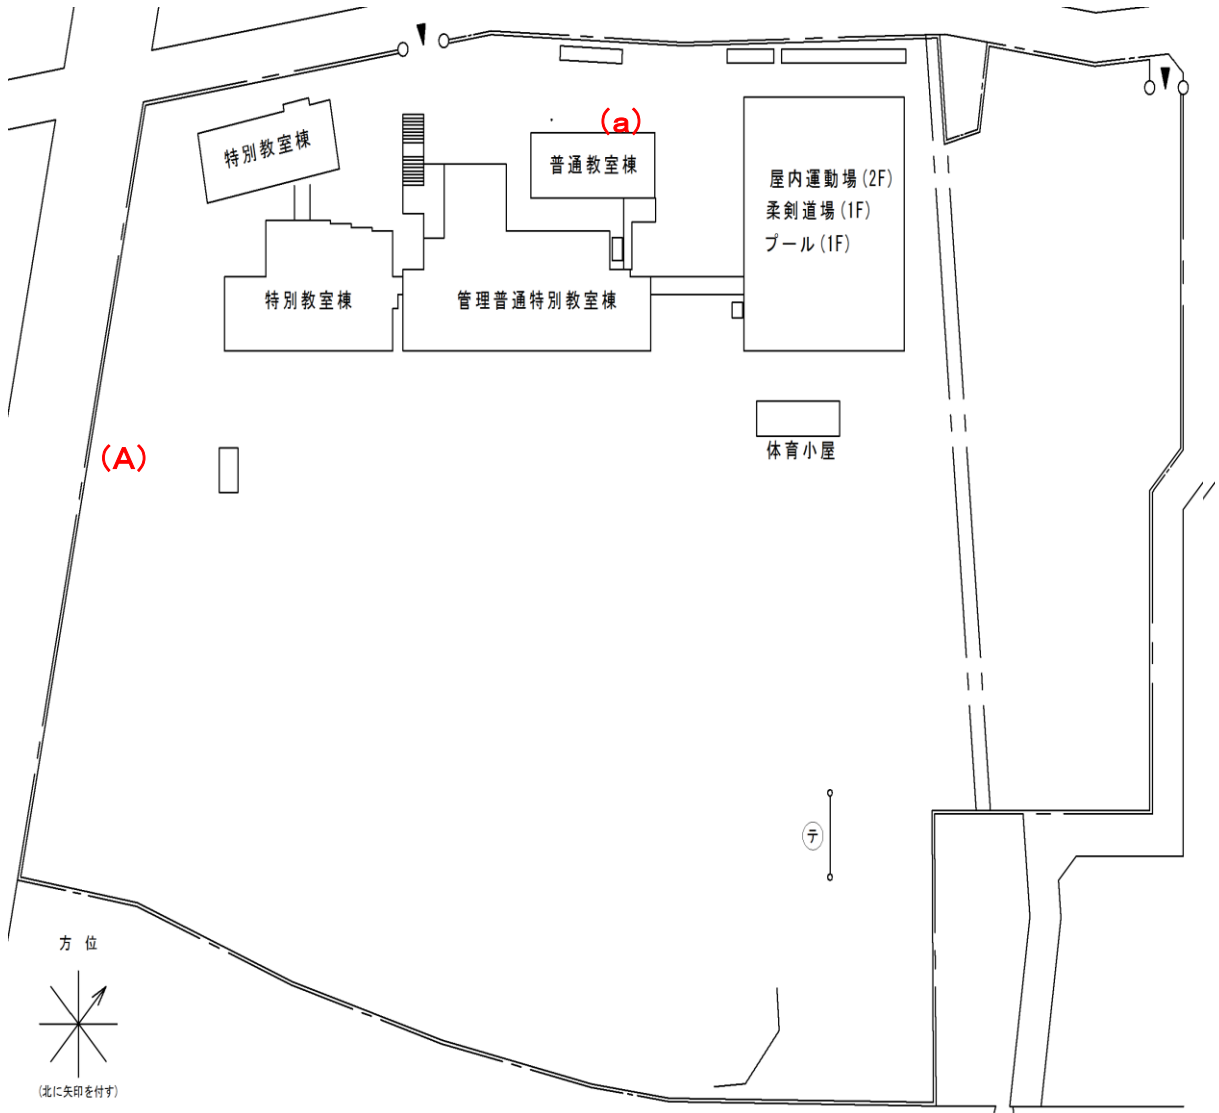 (a)
特別教室棟
普通教室棟
屋内運動場(2F)
柔剣道場(1F)
プール(1F)
特別教室棟
管理普通特別教室棟
(A)
体育小屋
テ
方 位
(北に矢印を付す)